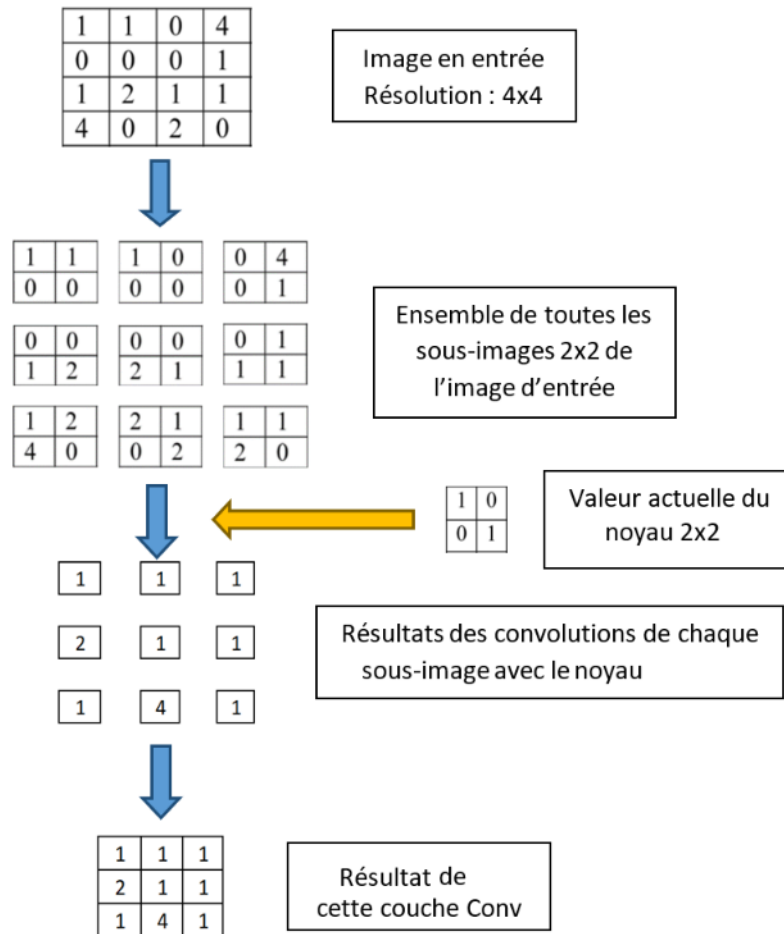 1 1 0 4
0 0 0 1
1 2 1 1
4 0 2 0
Image en entrée
Résolution : 4x4
1 1 1 0 0 4
0 0 0 0 0 1
0 0 0 0 0 1
1 2 2 1 1 1
1 2 2 1 1 1
4 0 0 2 2 0
Ensemble de toutes les
sous-images 2x2 de
l’image d’entrée
1 0
0 1
Valeur actuelle du
noyau 2x2
1 1 1
2 1 1
1 4 1
Résultats des convolutions de chaque
sous-image avec le noyau
1 1 1
2 1 1
1 4 1
Résultat de
cette couche Conv